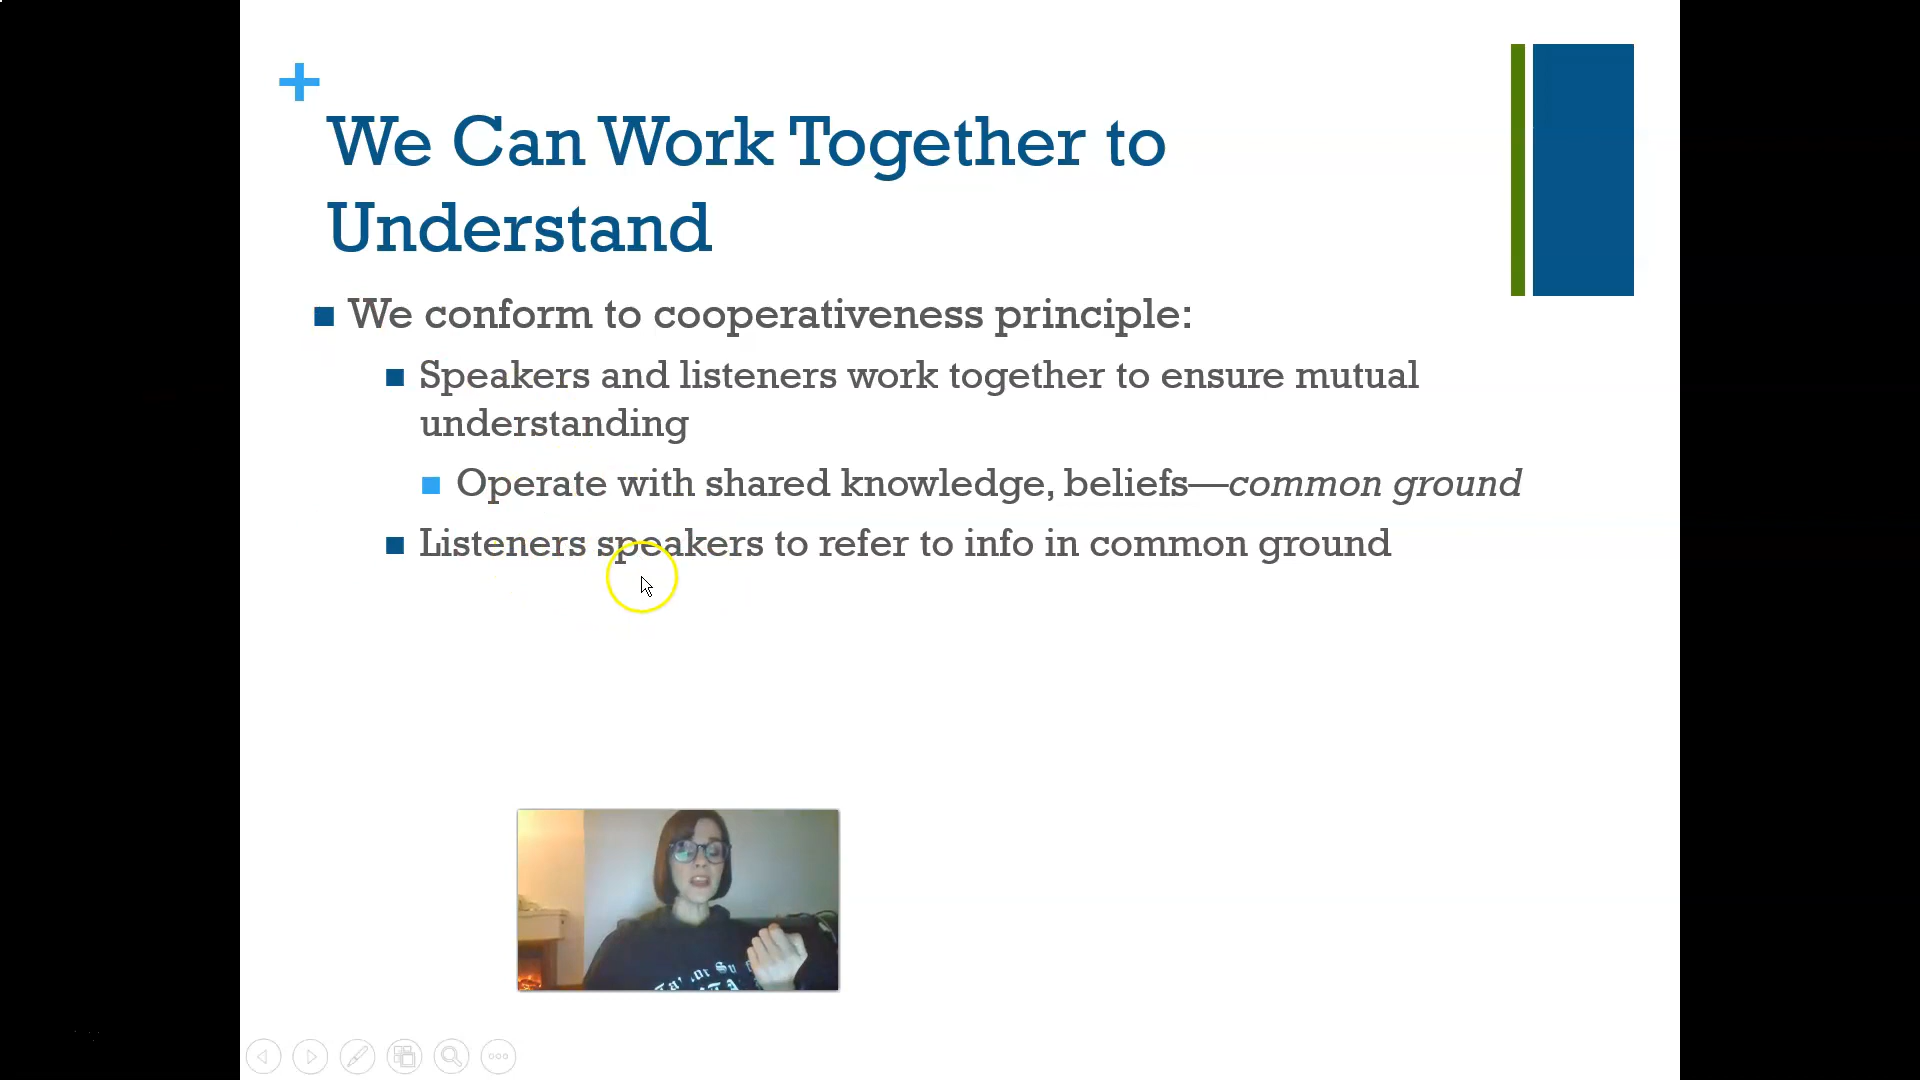 We Can Work Together to
Understand
We conform to cooperativeness principle:
Speakers and listeners work together to ensure mutual
understanding
Operate with shared knowledge, beliefs—common ground
Listeners speakers to refer to info in common ground